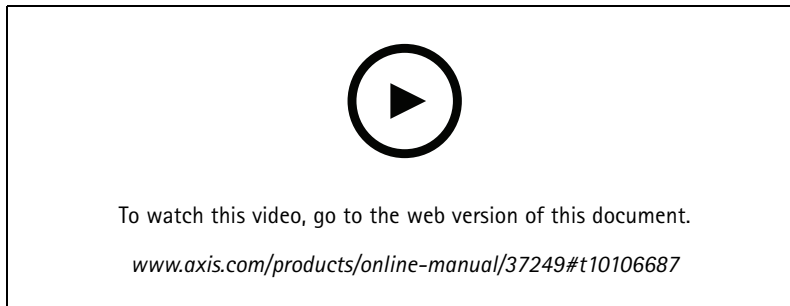 To watch this video, go to the web version of this document.
www.axis.com/products/online-manual/37249#t10106687